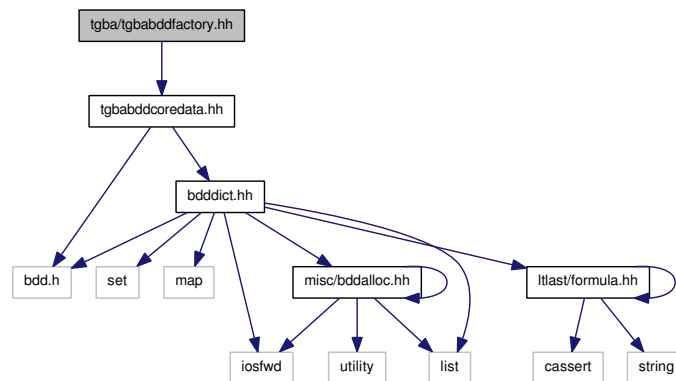 tgba/tgbabddfactory.hh
tgbabddcoredata.hh
bdddict.hh
bdd.h
set
map
misc/bddalloc.hh
ltlast/formula.hh
iosfwd
utility
list
cassert
string